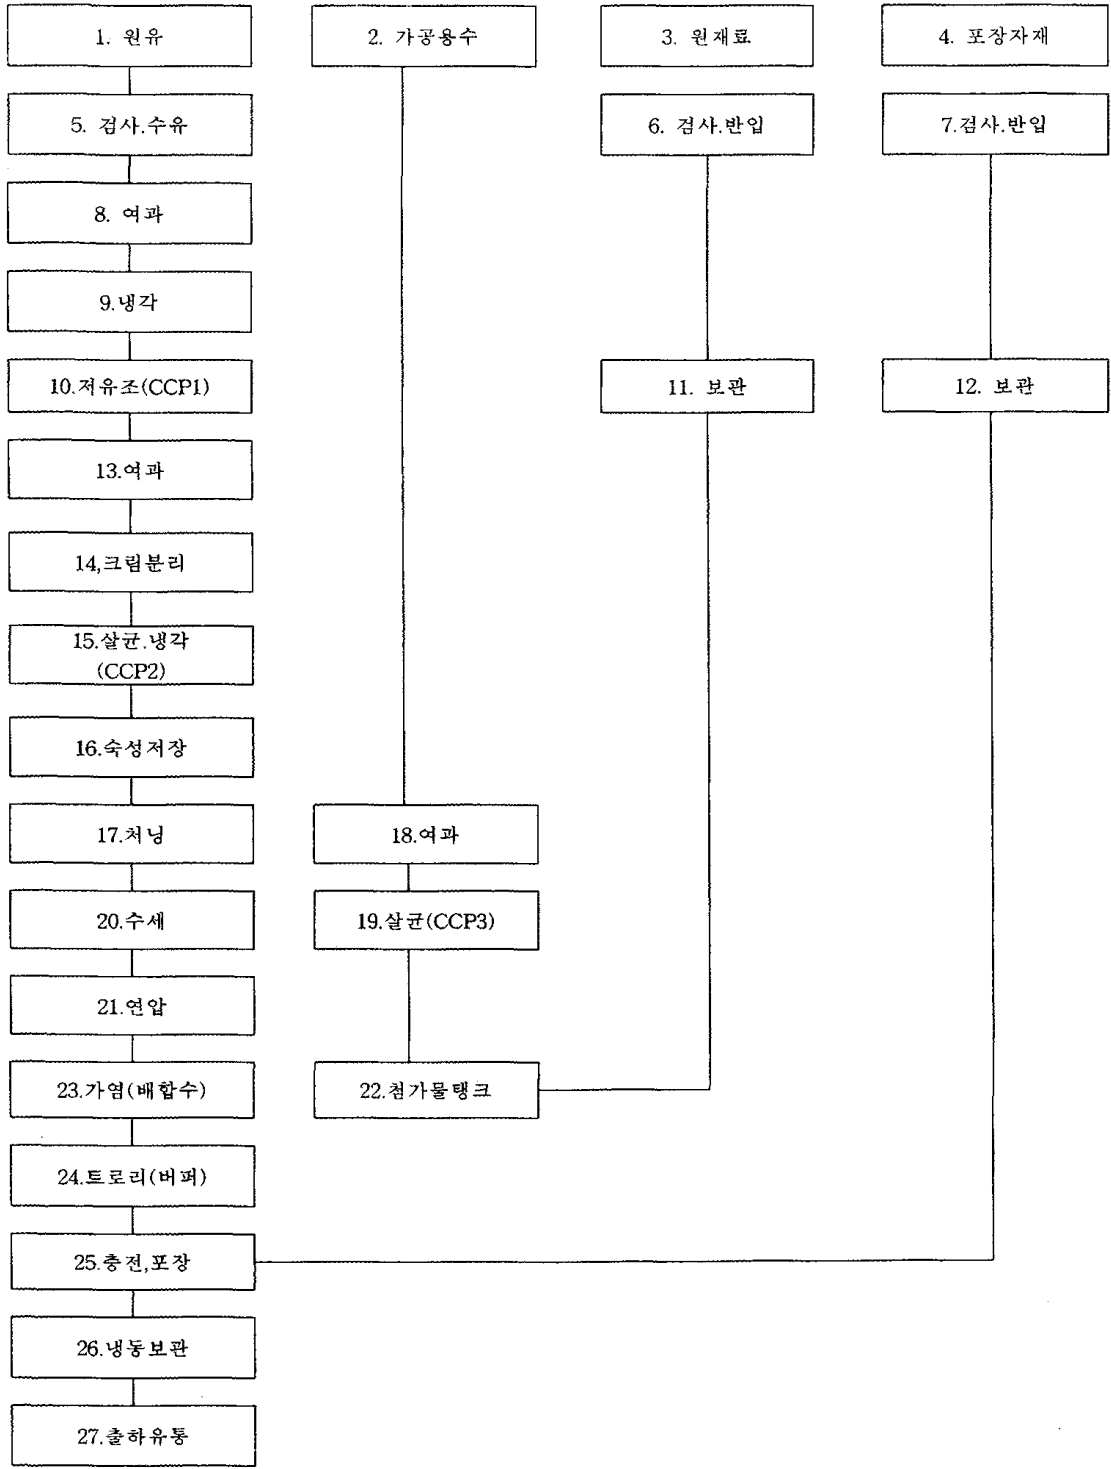 1. 원유
2. 가공용수
3. 원재료
4. 포장자재
5. 검사.수유
6. 검사.반입
7.검사.반입
8. 여과
9.냉각
10.저유조(CCP1)
11. 보관
12. 보관
13.여과
14,크림분리
15.살균.냉각
(CCP2)
16.숙성저장
17.처닝
18.여과
20.수세
19.살균(CCP3)
21.연압
23.가염(배합수)
22.첨가물탱크
24.트로리(버퍼)
25.충전,포장
26.냉동보관
27.출하유통